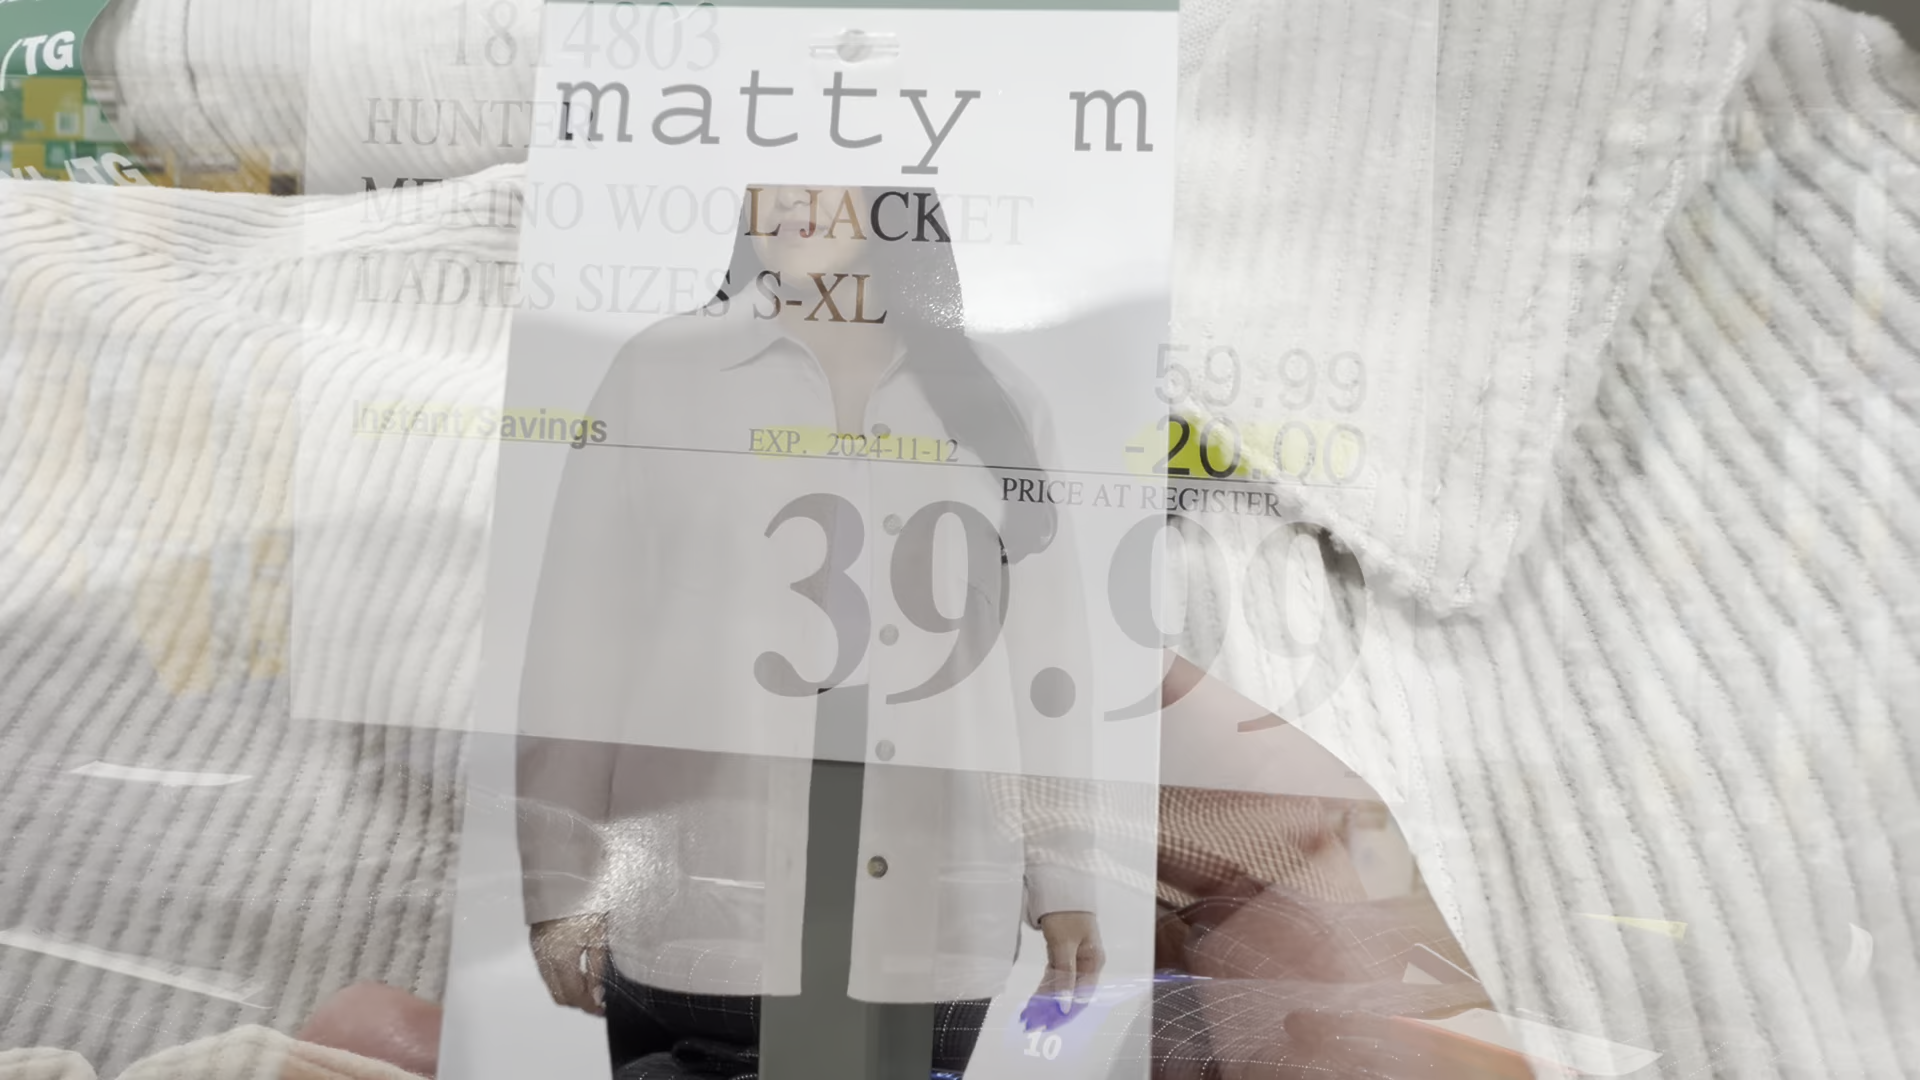 TG
1814803
matty m
HUNTER
TG
MERINO WOOL JACKET
LADIES SIZES S-XL
59.99
Instant Savings EXP. 2024-11-12 -20.00
PRICE AT REGISTER
39.99
10